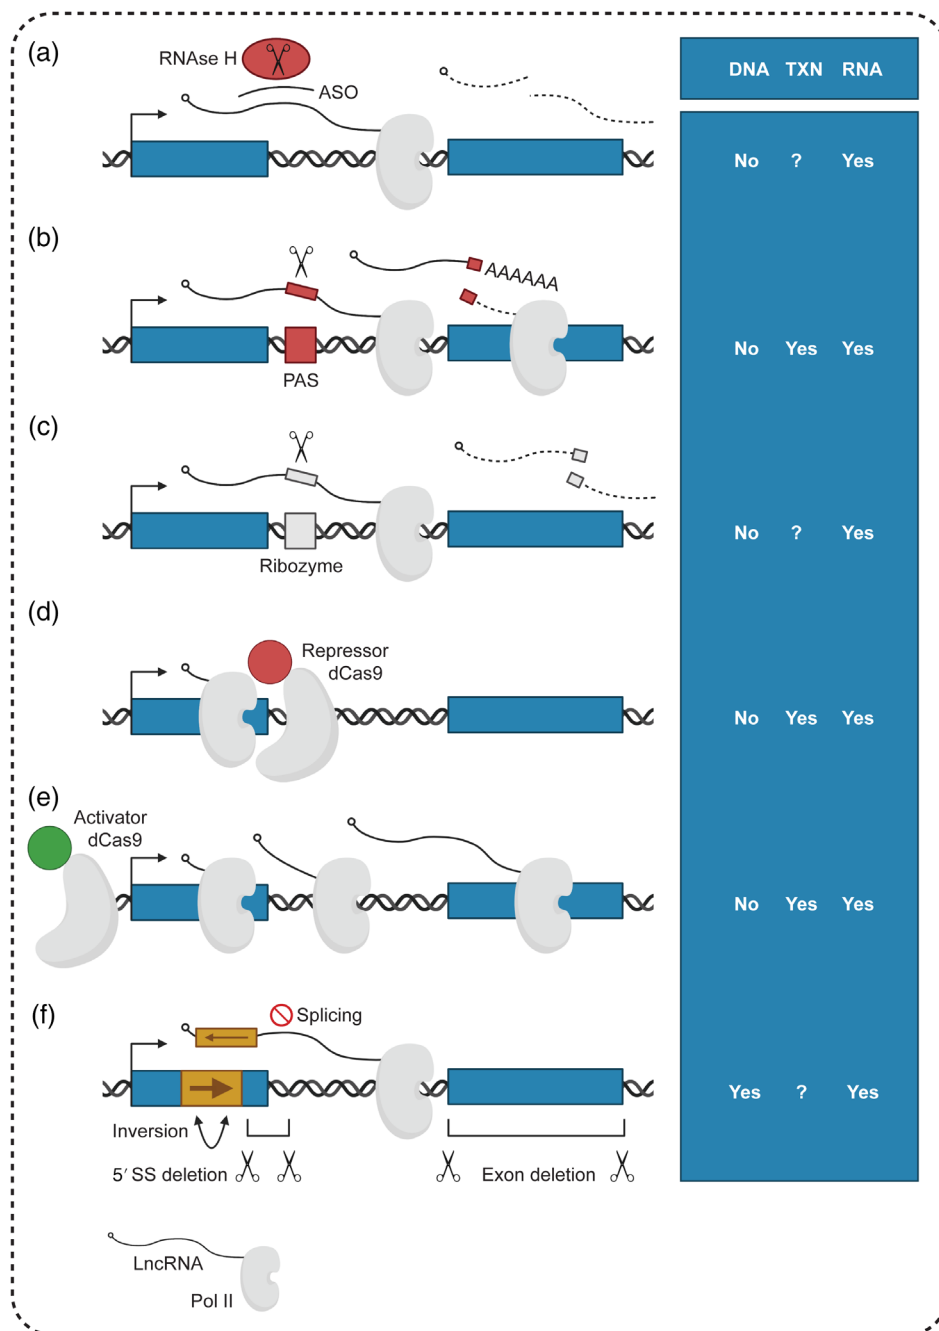 (a)
RNAse H
ASO
DNA TXN RNA
No ? Yes
(b)
AAAAAA
PAS
No Yes Yes
(c)
Ribozyme
No ? Yes
(d)
Repressor
dCas9
No Yes Yes
(e)
Activator
dCas9
No Yes Yes
(f)
Splicing
Yes ? Yes
Inversion
5′ SS deletion
Exon deletion
LncRNA
Pol II